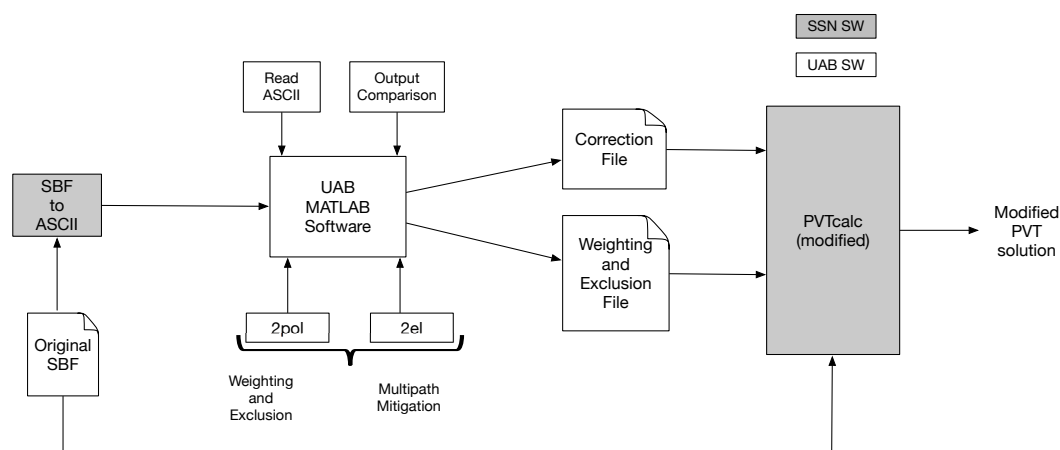 SSN SW
UAB SW
Read
ASCII
Output
Comparison
Correction
File
SBF
to
ASCII
UAB
MATLAB
Software
PVTcalc
(modified)
Modified
PVT
solution
Weighting
and
Exclusion
File
Original
SBF
2pol
2el
Weighting
and
Exclusion
Multipath
Mitigation